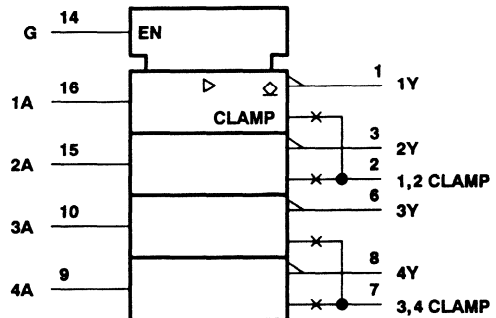 14
G EN
1
16 1Y
1A
CLAMP
3
15 2Y
2
2A 1,2 CLAMP
6
10 3Y
3A
8
9 4Y
7
4A 3,4 CLAMP